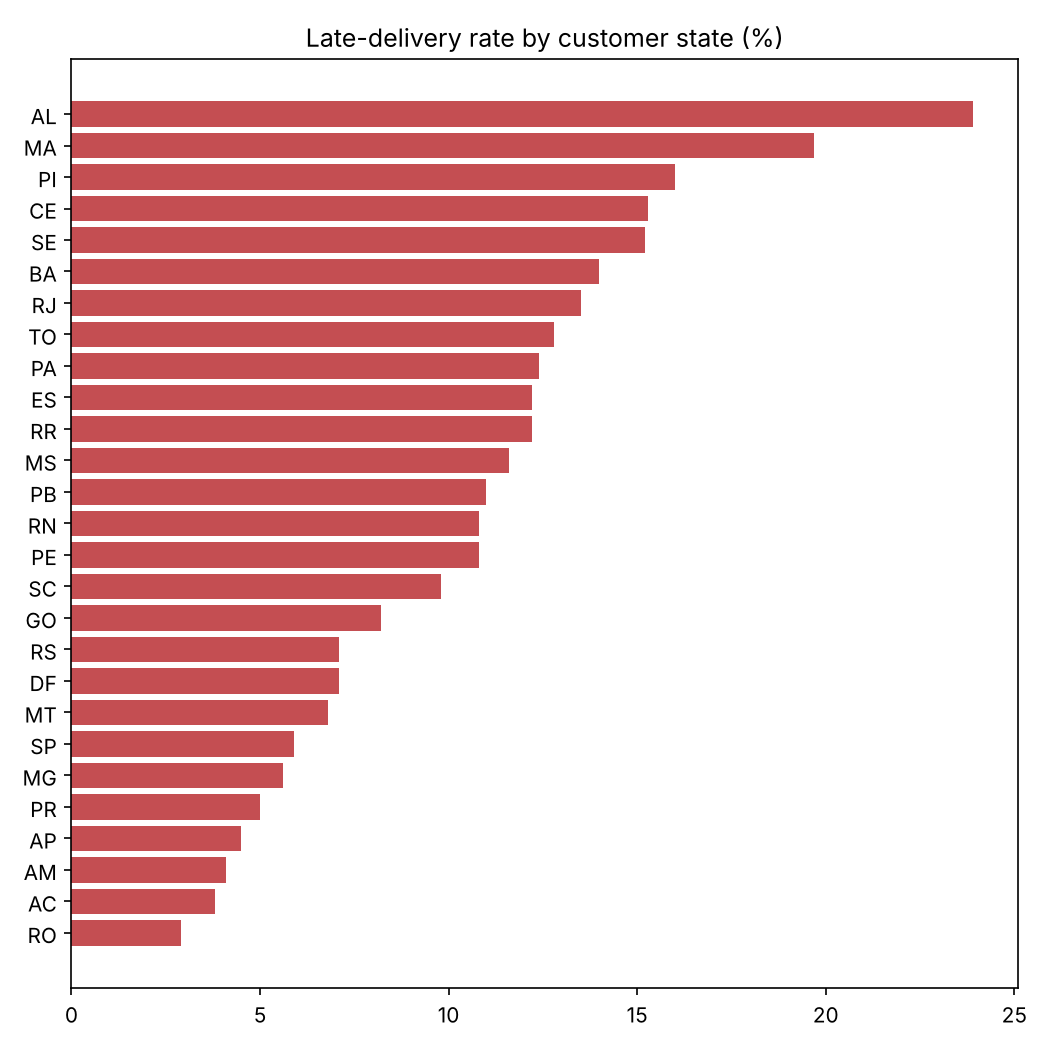 Late-delivery rate by customer state (%)
AL
MA
PI
CE
SE
BA
RJ
TO
PA
ES
RR
MS
PB
RN
PE
SC
GO
RS
DF
MT
SP
MG
PR
AP
AM
AC
RO
0 5 10 15 20 25